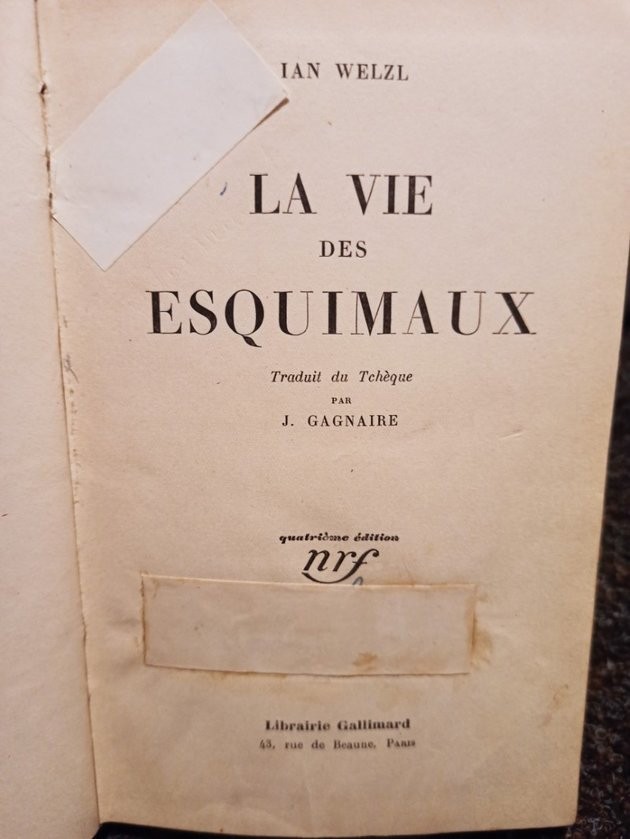 IAN WELZL
LA VIE
DES
ESQUIMAUX
Traduit du Tchèque
PAR
J. GAGNAIRE
quatrième édition
nrf
Librairie Gallimard
43, rue de Beaune, Paris